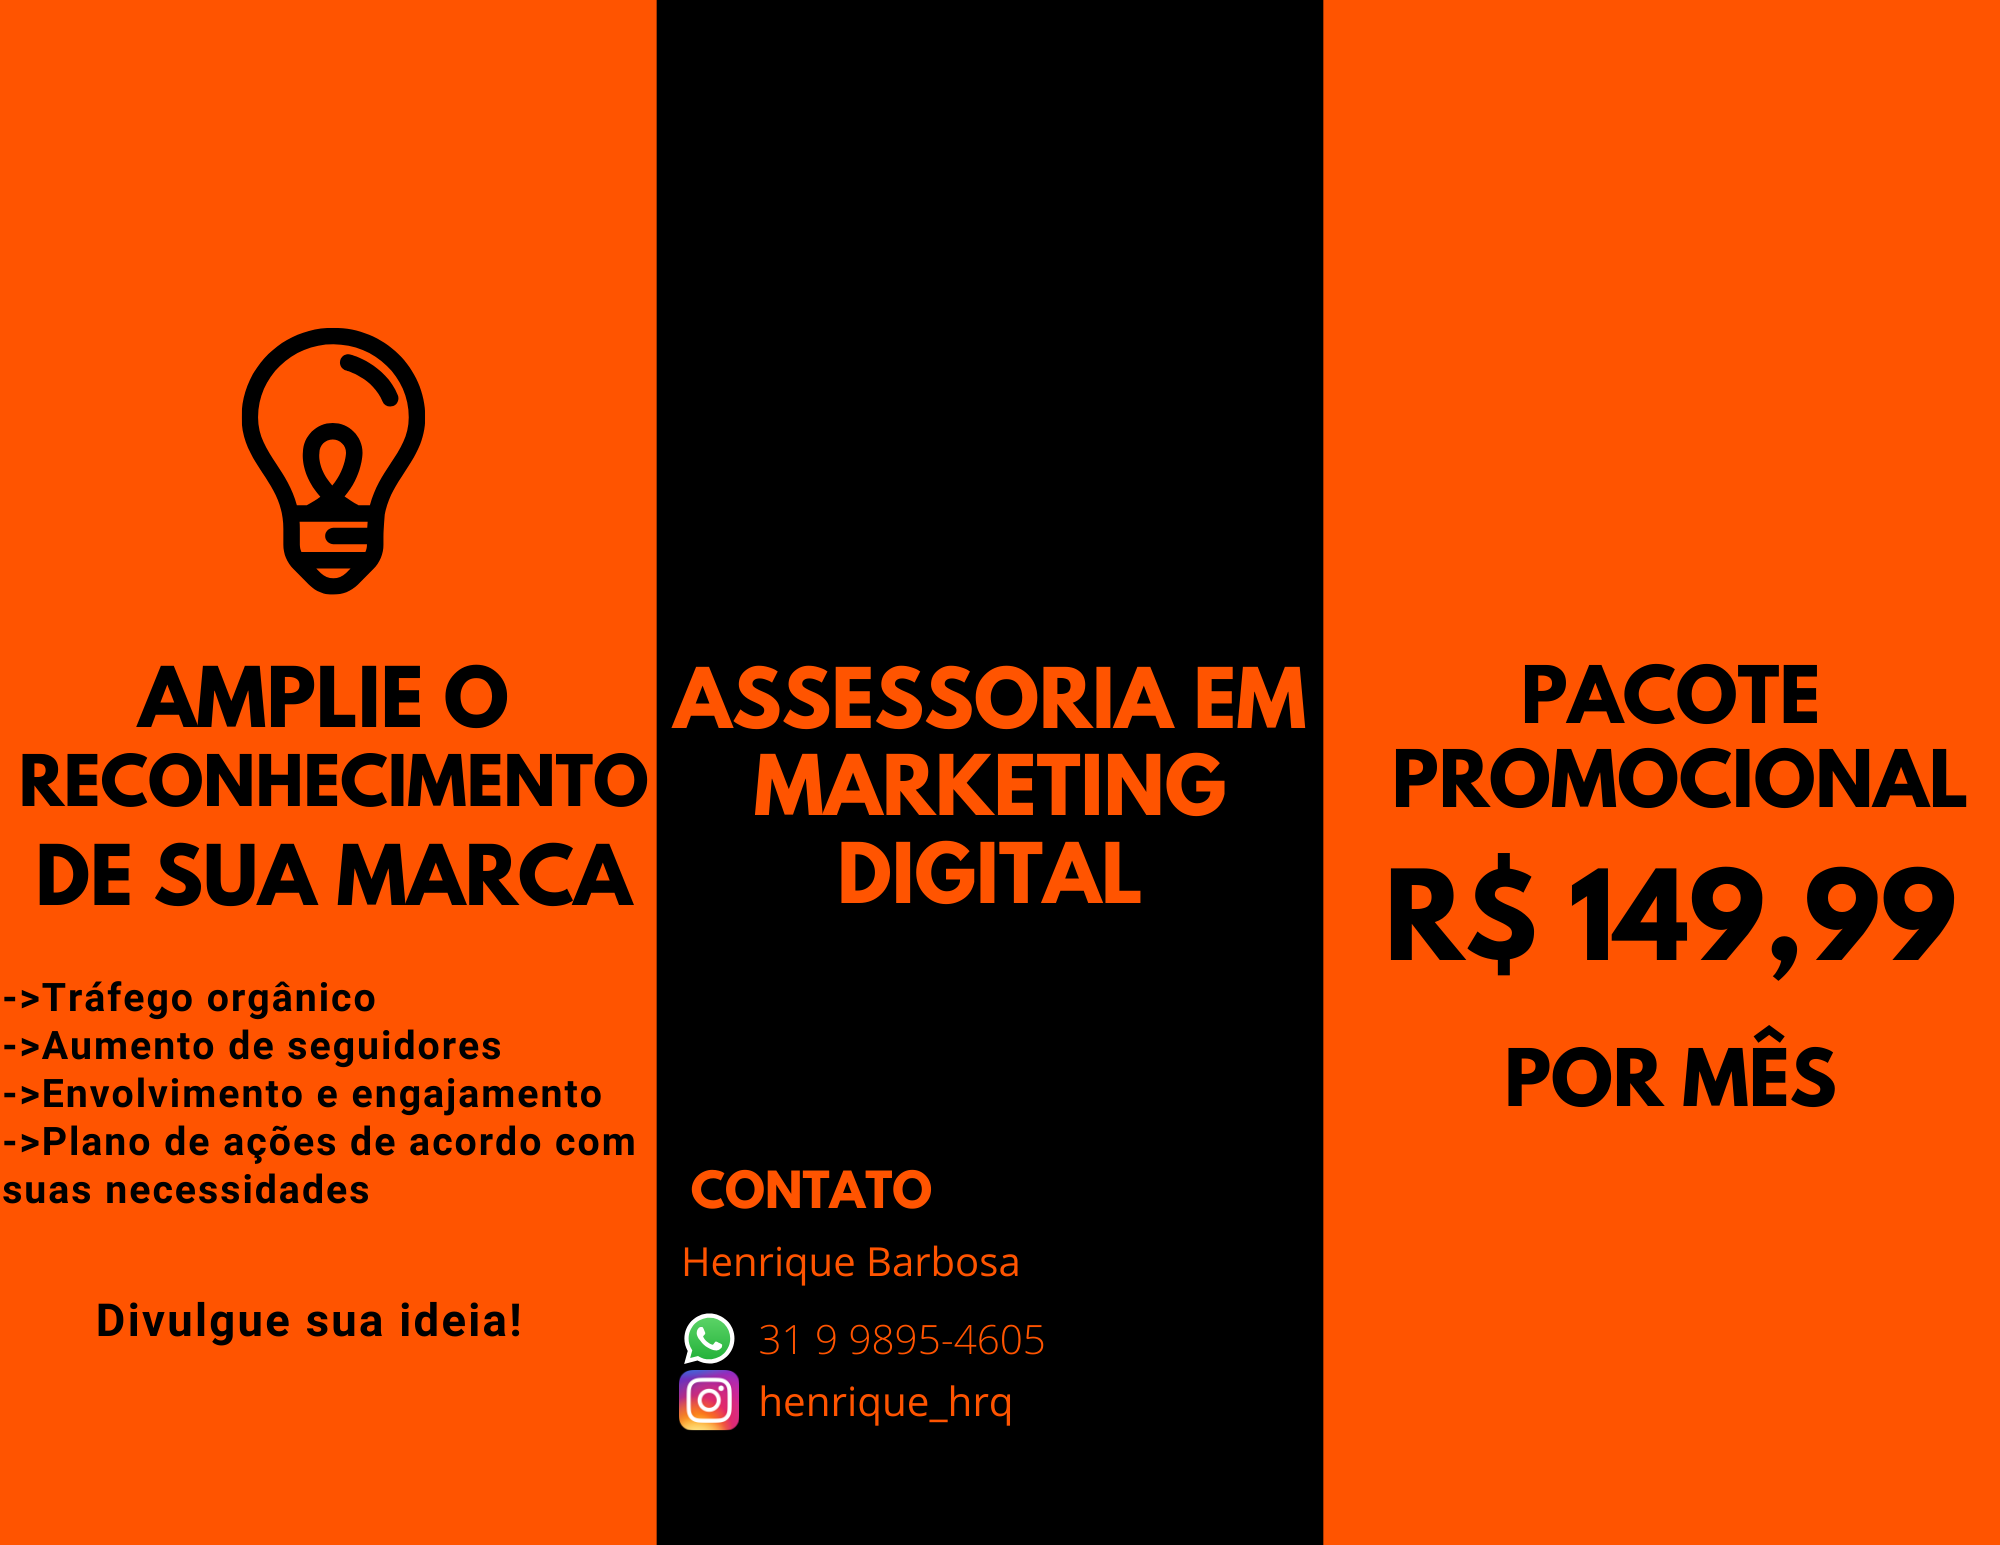 AMPLIE O
RECONHECIMENTO
DE SUA MARCA
->Tráfego orgânico
->Aumento de seguidores
->Envolvimento e engajamento
->Plano de ações de acordo com
suas necessidades
Divulgue sua ideia!
ASSESSORIA EM
MARKETING
DIGITAL
CONTATO
Henrique Barbosa
31 9 9895-4605
henrique_hrq
PACOTE
PROMOCIONAL
R$ 149,99
POR MÊS